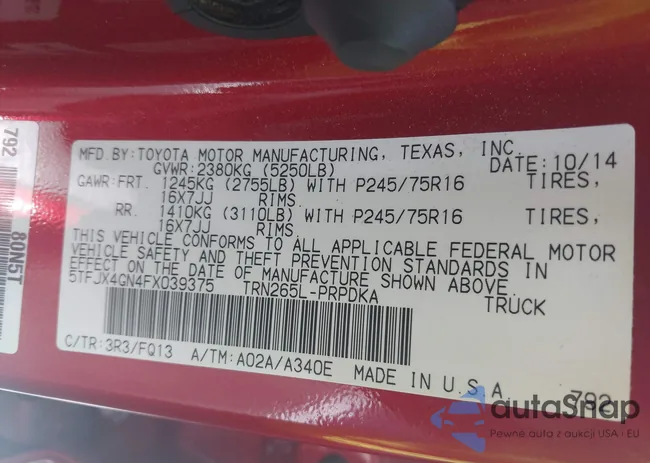 MFD.BY:TOYOTA MOTOR MANUFACTURING, TEXAS, INC.
GVWR:2380KG (5250LB) DATE:10/14
GAWR:FRT. 1245KG (2755LB) WITH P245/75R16 TIRES,
16X7JJ RIMS.
RR. 1410KG (3110LB) WITH P245/75R16 TIRES,
16X7JJ RIMS.
THIS VEHICLE CONFORMS TO ALL APPLICABLE FEDERAL MOTOR
VEHICLE SAFETY AND THEFT PREVENTION STANDARDS IN
EFFECT ON THE DATE OF MANUFACTURE SHOWN ABOVE.
5TFJX4GN4FX039375 TRN265L-PRPDKA TRUCK
C/TR:3R3/FQ13 A/TM:A02A/A340E MADE IN U.S.A. 792
792
80N5T
autaSnap
Pewne auta z aukcji USA i EU